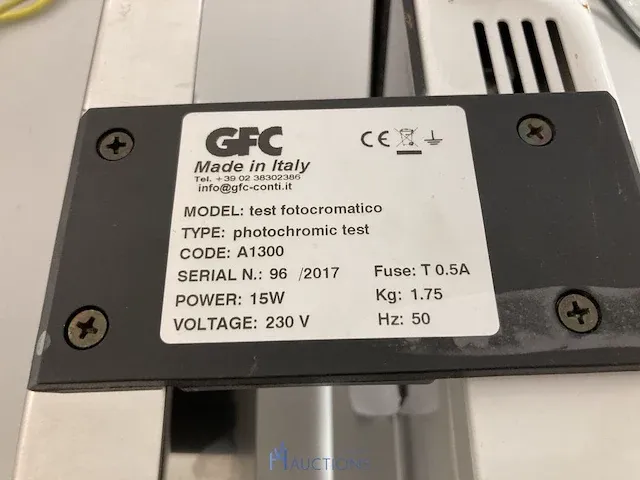 GFC
Made in Italy
Tel. +39 02 38302386
info@gfc-conti.it
CE
MODEL: test fotocromatico
TYPE: photochromic test
CODE: A1300
SERIAL N.: 96 /2017 Fuse: T 0.5A
POWER: 15W Kg: 1.75
VOLTAGE: 230 V Hz: 50
AUCTIONS